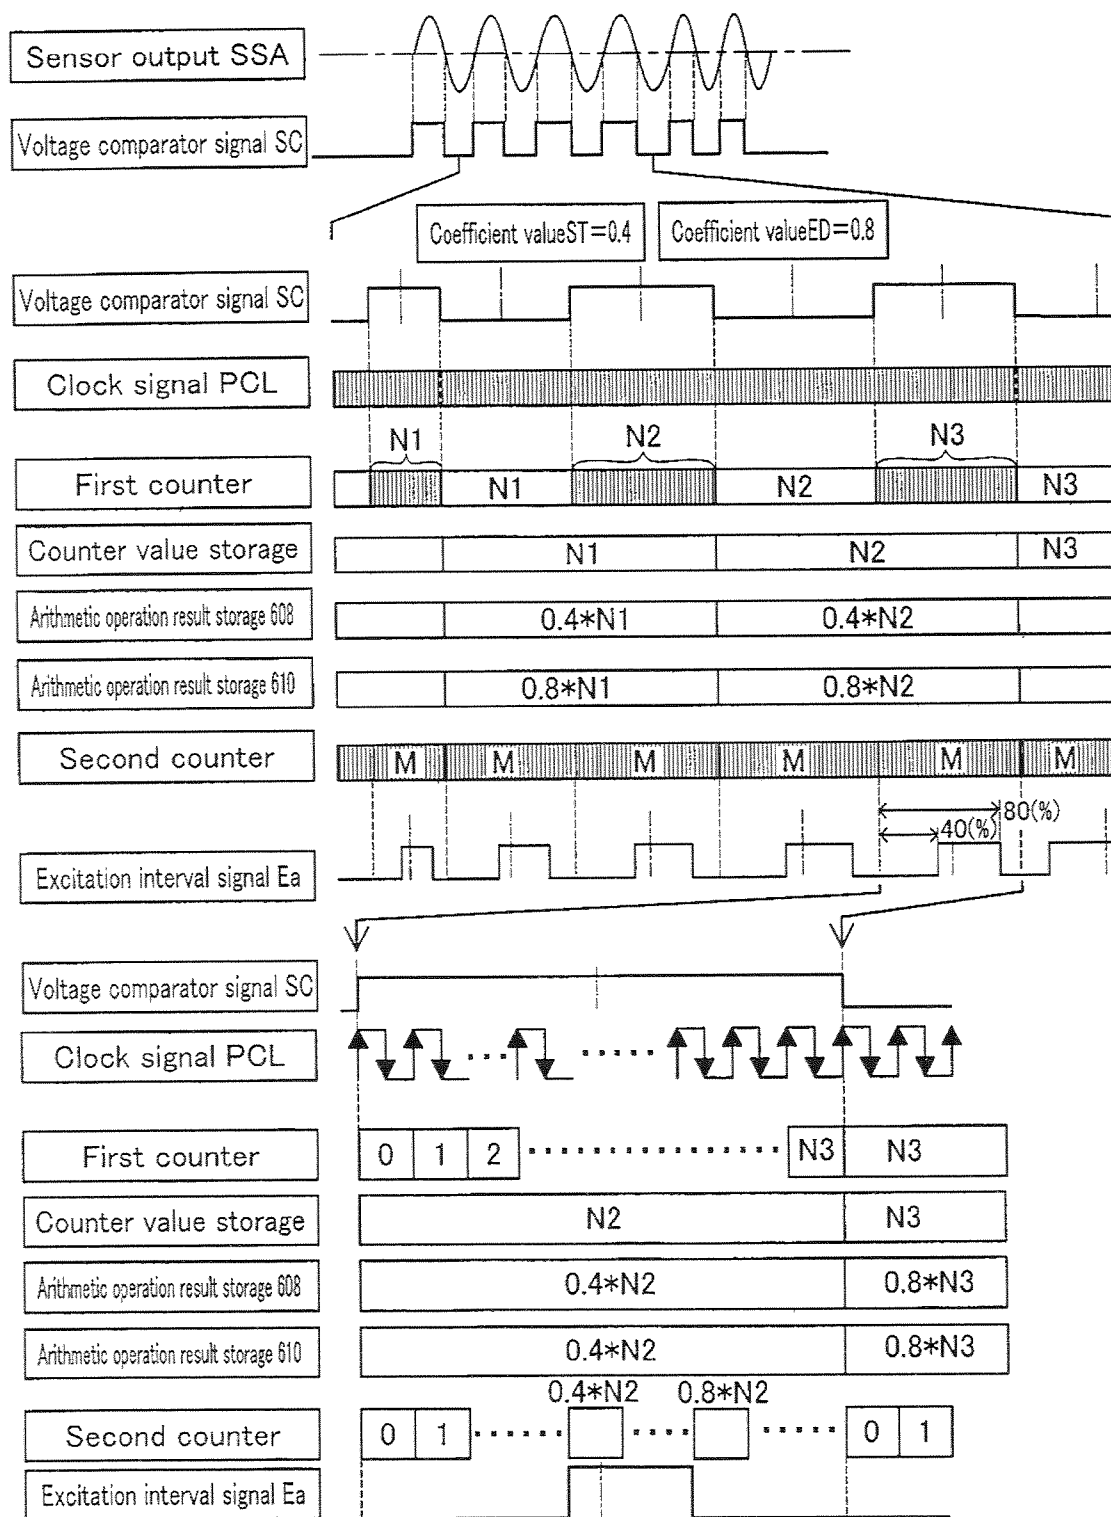 Sensor output SSA
Voltage comparator signal SC
Coefficient valueST=0.4
Coefficient valueED=0.8
Voltage comparator signal SC
Clock signal PCL
N1 N2 N3
First counter N1 N2 N3
Counter value storage N1 N2 N3
Arithmetic operation result storage 608 0.4*N1 0.4*N2
Arithmetic operation result storage 610 0.8*N1 0.8*N2
Second counter M M M M M M
80(%)
40(%)
Excitation interval signal Ea
Voltage comparator signal SC
Clock signal PCL
First counter 0 1 2 N3 N3
Counter value storage N2 N3
Arithmetic operation result storage 608 0.4*N2 0.8*N3
Arithmetic operation result storage 610 0.4*N2 0.8*N3
0.4*N2 0.8*N2
Second counter 0 1 0 1
Excitation interval signal Ea